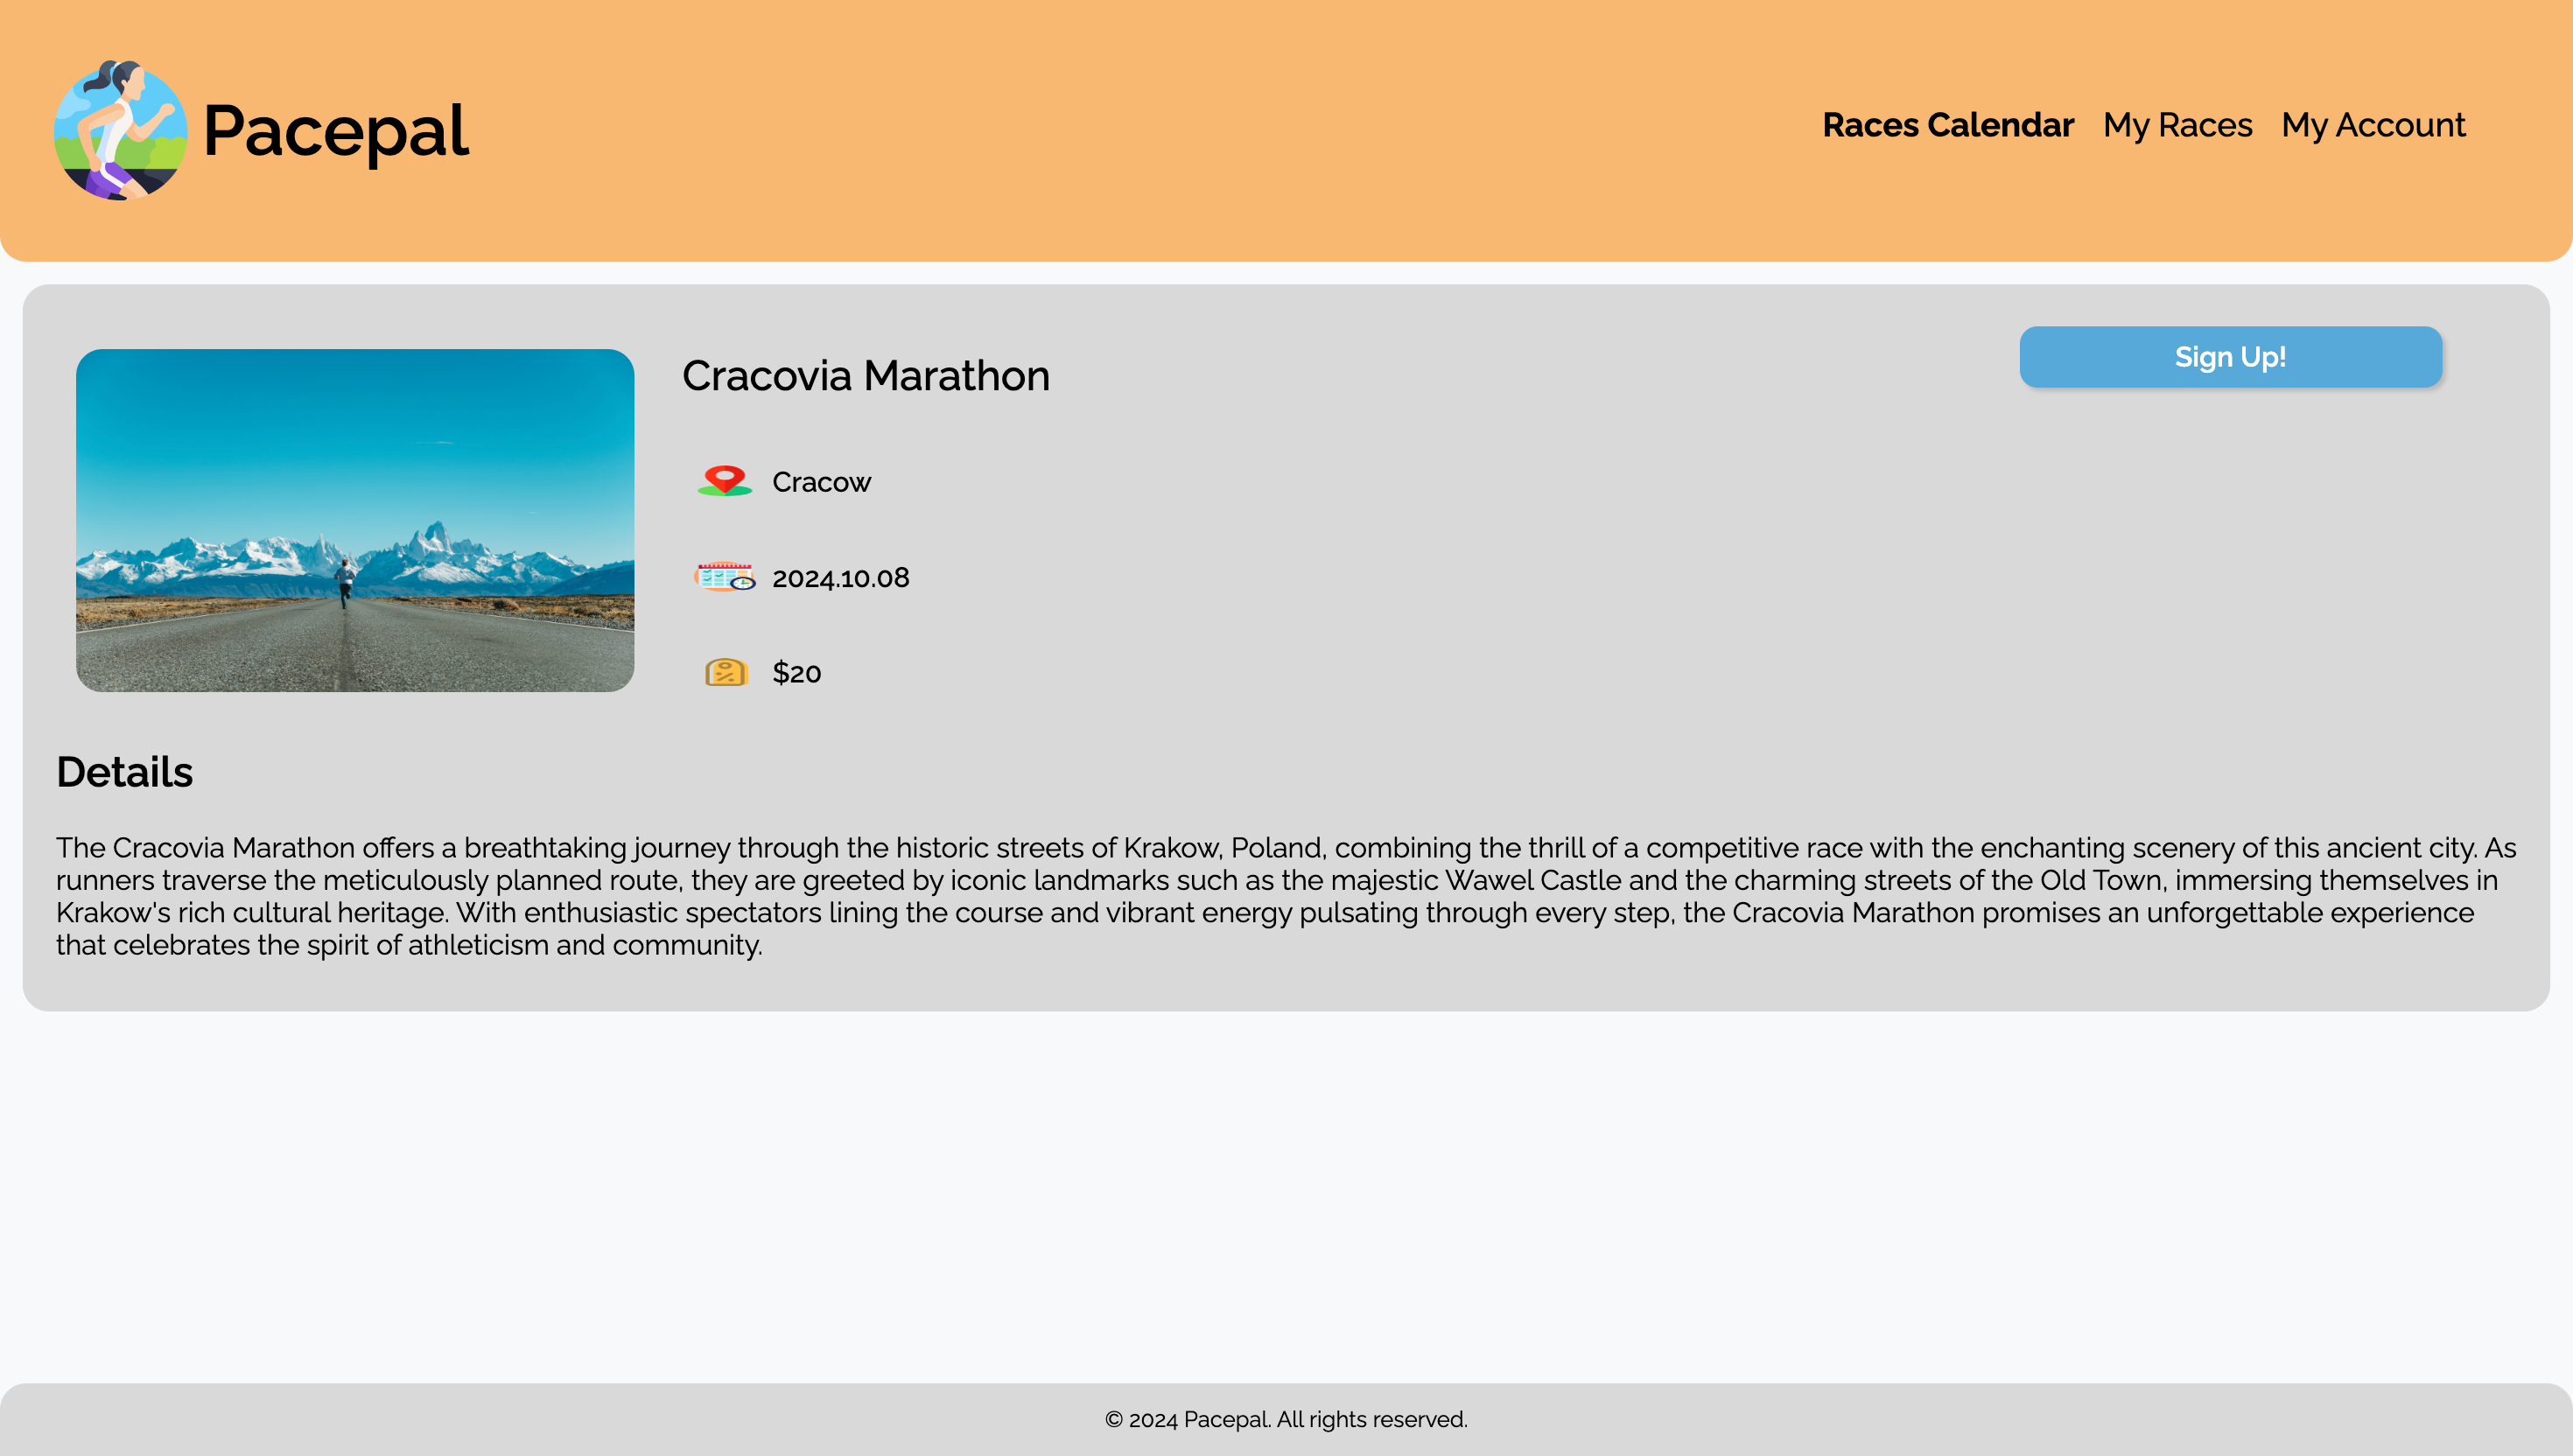 Pacepal
Races Calendar My Races My Account
Cracovia Marathon
Sign Up!
Cracow
2024.10.08
$20
Details
The Cracovia Marathon offers a breathtaking journey through the historic streets of Krakow, Poland, combining the thrill of a competitive race with the enchanting scenery of this ancient city. As
runners traverse the meticulously planned route, they are greeted by iconic landmarks such as the majestic Wawel Castle and the charming streets of the Old Town, immersing themselves in
Krakow's rich cultural heritage. With enthusiastic spectators lining the course and vibrant energy pulsating through every step, the Cracovia Marathon promises an unforgettable experience
that celebrates the spirit of athleticism and community.
© 2024 Pacepal. All rights reserved.